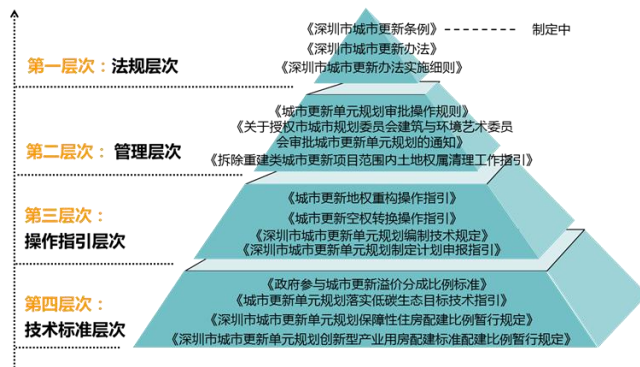 《深圳市城市更新条例》 制定中
《深圳市城市更新办法》
第一层次：法规层次
《深圳市城市更新办法实施细则》
《城市更新单元规划审批操作规则》
《关于授权市城市规划委员会建筑与环境艺术委员
会审批城市更新单元规划的通知》
第二层次：管理层次
《拆除重建类城市更新项目范围内土地权属清理工作指引》
《城市更新地权重构操作指引》
第三层次：
《城市更新空权转换操作指引》
操作指引层次
《深圳市城市更新单元规划编制技术规定》
《深圳市城市更新单元规划制定计划申报指引》
《政府参与城市更新溢价分成比例标准》
第四层次：
《城市更新单元规划落实低碳生态目标技术指引》
《深圳市城市更新单元规划保障性住房配建比例暂行规定》
技术标准层次
《深圳市城市更新单元规划创新型产业用房配建标准配建比例暂行规定》